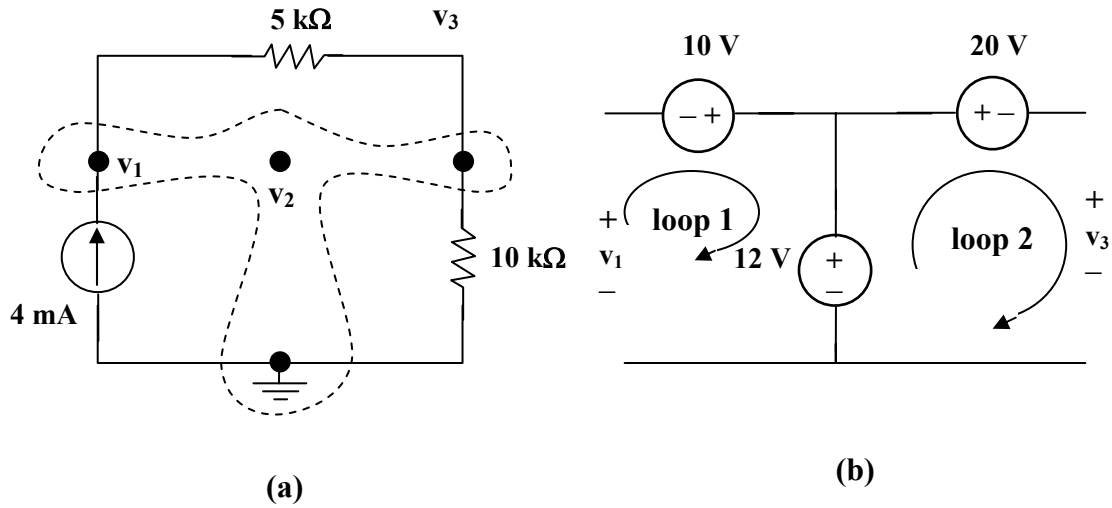 5 kΩ
v₃
v₁
v₂
10 kΩ
4 mA
(a)
10 V
20 V
– +
+ –
+
v₁
–
loop 1
12 V
+
–
loop 2
+
v₃
–
(b)